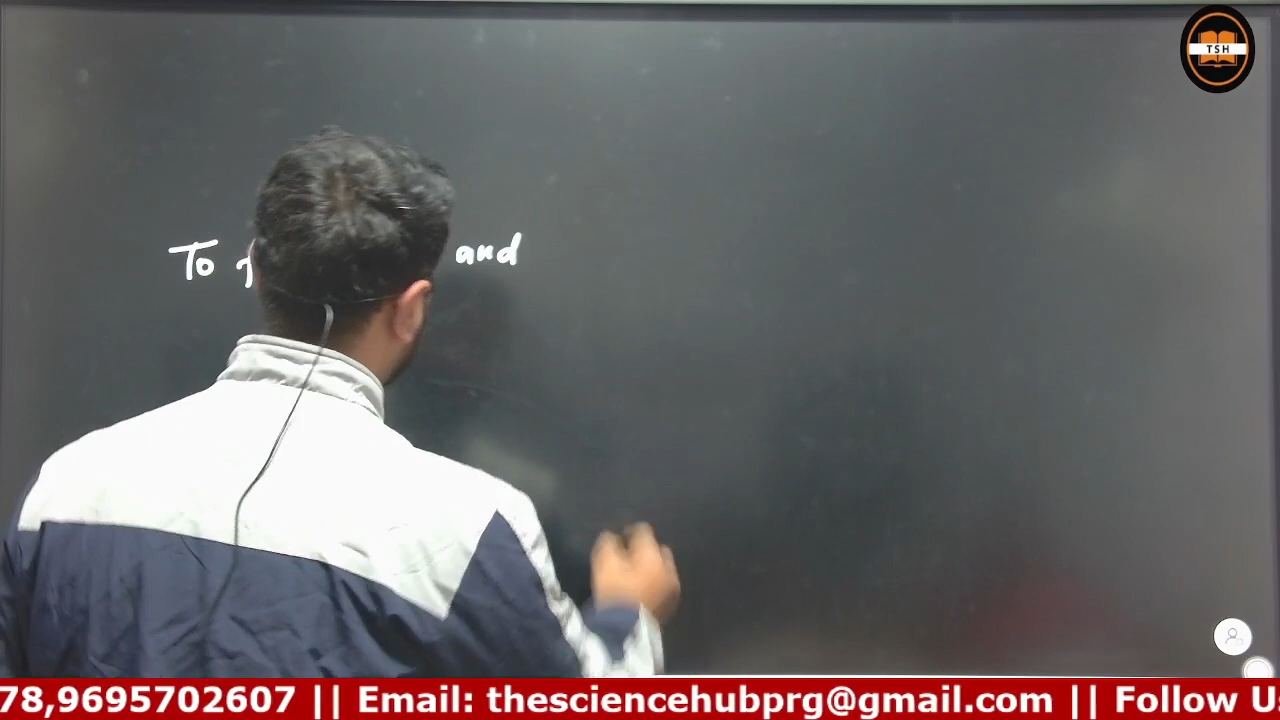 TSH
To and
78,9695702607 || Email: thesciencehubprg@gmail.com || Follow U